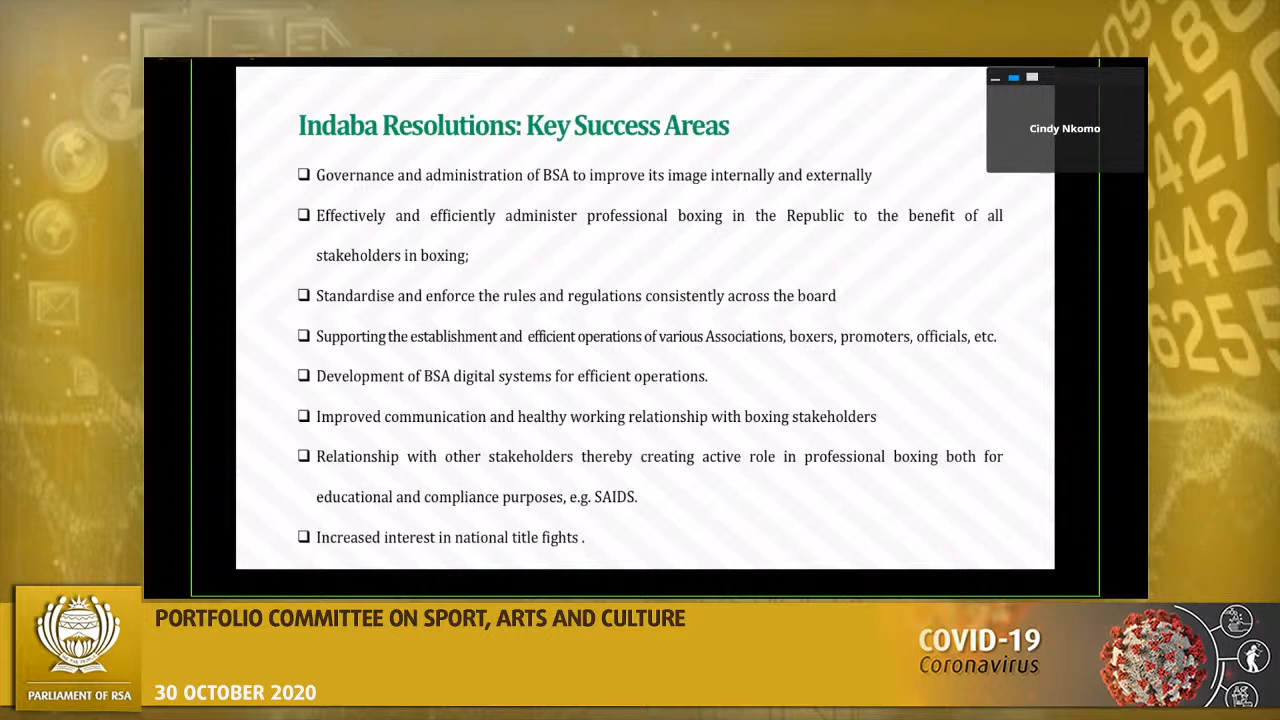 Indaba Resolutions: Key Success Areas
Cindy Nkomo
❑ Governance and administration of BSA to improve its image internally and externally
❑ Effectively and efficiently administer professional boxing in the Republic to the benefit of all
stakeholders in boxing;
❑ Standardise and enforce the rules and regulations consistently across the board
❑ Supporting the establishment and efficient operations of various Associations, boxers, promoters, officials, etc.
❑ Development of BSA digital systems for efficient operations.
❑ Improved communication and healthy working relationship with boxing stakeholders
❑ Relationship with other stakeholders thereby creating active role in professional boxing both for
educational and compliance purposes, e.g. SAIDS.
❑ Increased interest in national title fights .
PORTFOLIO COMMITTEE ON SPORT, ARTS AND CULTURE
30 OCTOBER 2020
PARLIAMENT OF RSA
COVID-19
Coronavirus